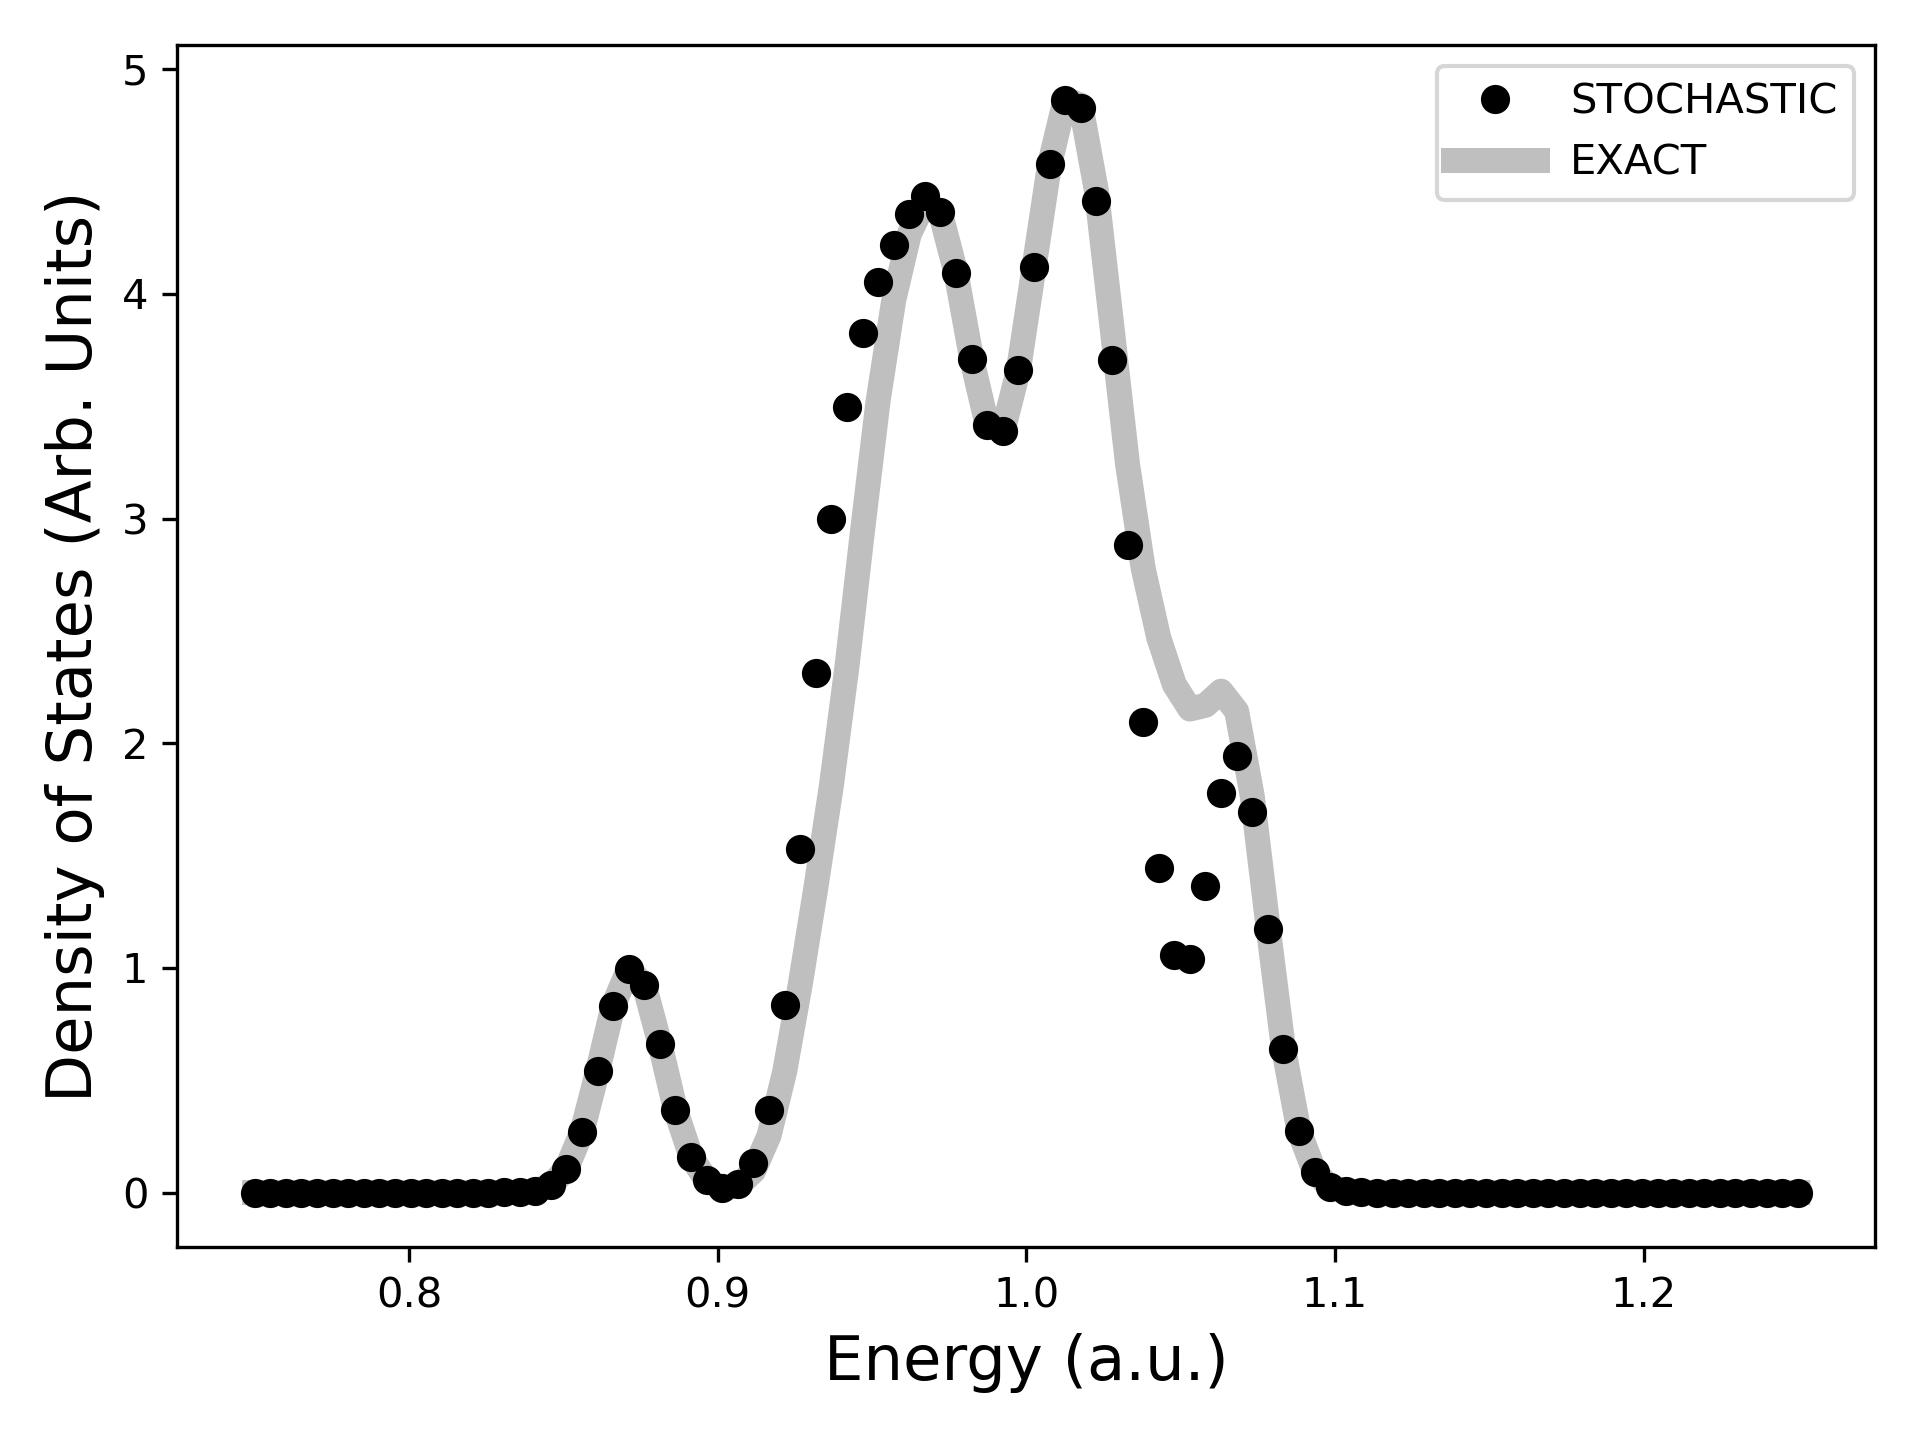 STOCHASTIC
EXACT
Density of States (Arb. Units)
5
4
3
2
1
0
0.8 0.9 1.0 1.1 1.2
Energy (a.u.)